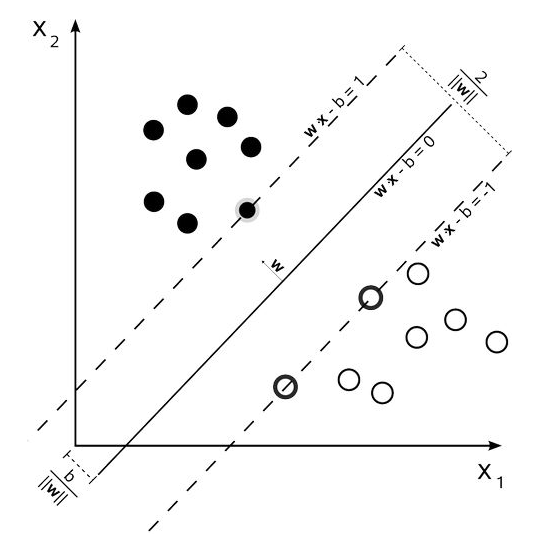 X₂
w·x - b = 1
2
||w||
w·x - b = 0
w·x - b = -1
w
b
||w||
X₁